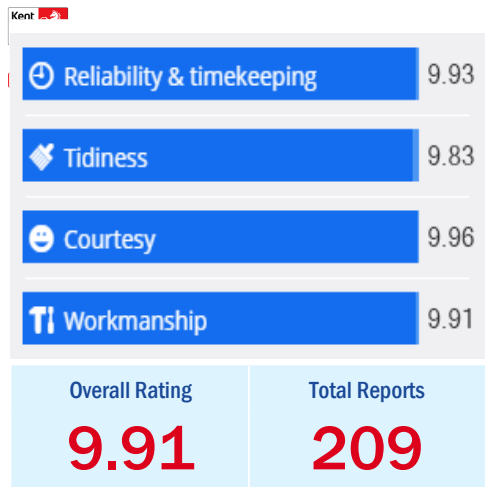 Kent
Reliability & timekeeping 9.93
Tidiness 9.83
Courtesy 9.96
Workmanship 9.91
Overall Rating Total Reports
9.91 209